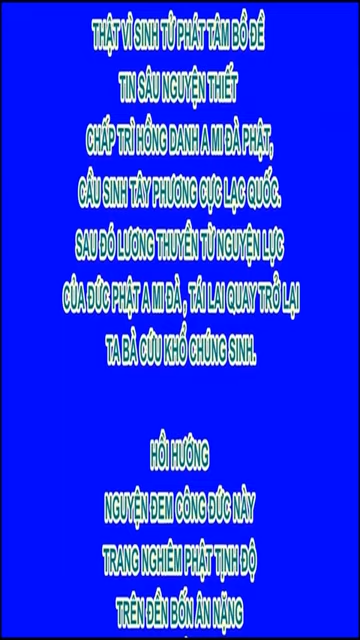 THẬT VÌ SINH TỬ PHÁT TÂM BỒ ĐỀ
TIN SÂU NGUYỆN THIẾT
CHẤP TRÌ HỒNG DANH A MI ĐÀ PHẬT,
CẦU SINH TÂY PHƯƠNG CỰC LẠC QUỐC.
SAU ĐÓ LƯƠNG THUYỀN TỪ NGUYỆN LỰC
CỦA ĐỨC PHẬT A MI ĐÀ , TÁI LAI QUAY TRỞ LẠI
TA BÀ CỨU KHỔ CHÚNG SINH.
HỒI HƯỚNG
NGUYỆN ĐEM CÔNG ĐỨC NÀY
TRANG NGHIÊM PHẬT TỊNH ĐỘ
TRÊN ĐỀN BỐN ÂN NẶNG